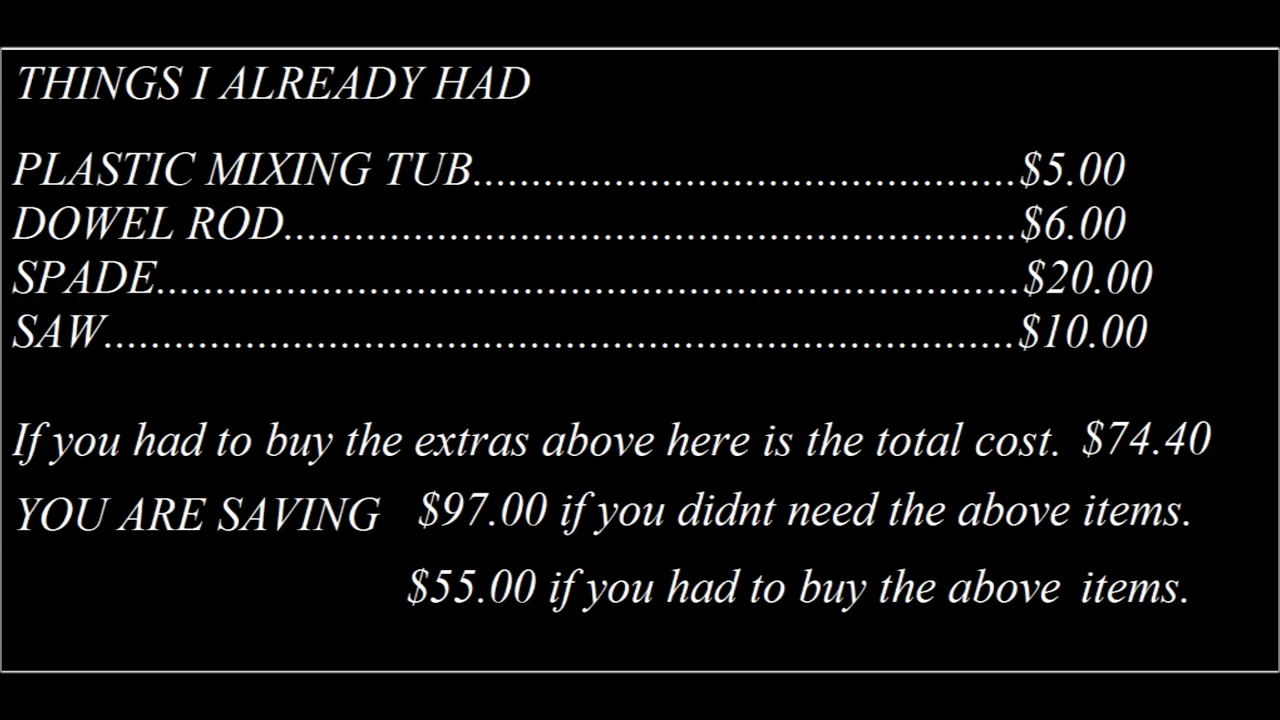 THINGS I ALREADY HAD
PLASTIC MIXING TUB..............................................$5.00
DOWEL ROD..............................................................$6.00
SPADE.........................................................................$20.00
SAW.............................................................................$10.00
If you had to buy the extras above here is the total cost. $74.40
YOU ARE SAVING $97.00 if you didnt need the above items.
$55.00 if you had to buy the above items.